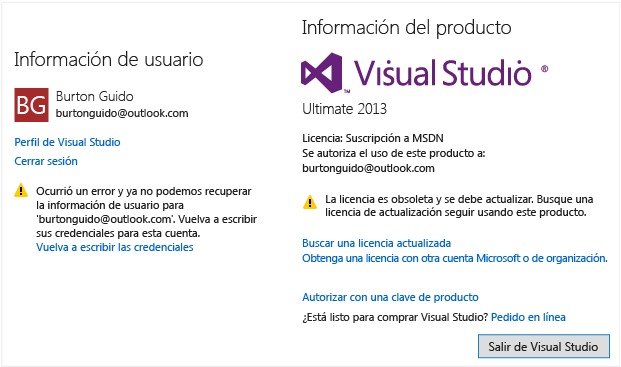 Información de usuario
BG
Burton Guido
burtonguido@outlook.com
Perfil de Visual Studio
Cerrar sesión
Ocurrió un error y ya no podemos recuperar
la información de usuario para
'burtonguido@outlook.com'. Vuelva a escribir
sus credenciales para esta cuenta.
Vuelva a escribir las credenciales
Información del producto
Visual Studio ®
™
Ultimate 2013
Licencia: Suscripción a MSDN
Se autoriza el uso de este producto a:
burtonguido@outlook.com
La licencia es obsoleta y se debe actualizar. Busque una
licencia de actualización seguir usando este producto.
Buscar una licencia actualizada
Obtenga una licencia con otra cuenta Microsoft o de organización.
Autorizar con una clave de producto
¿Está listo para comprar Visual Studio? Pedido en línea
Salir de Visual Studio